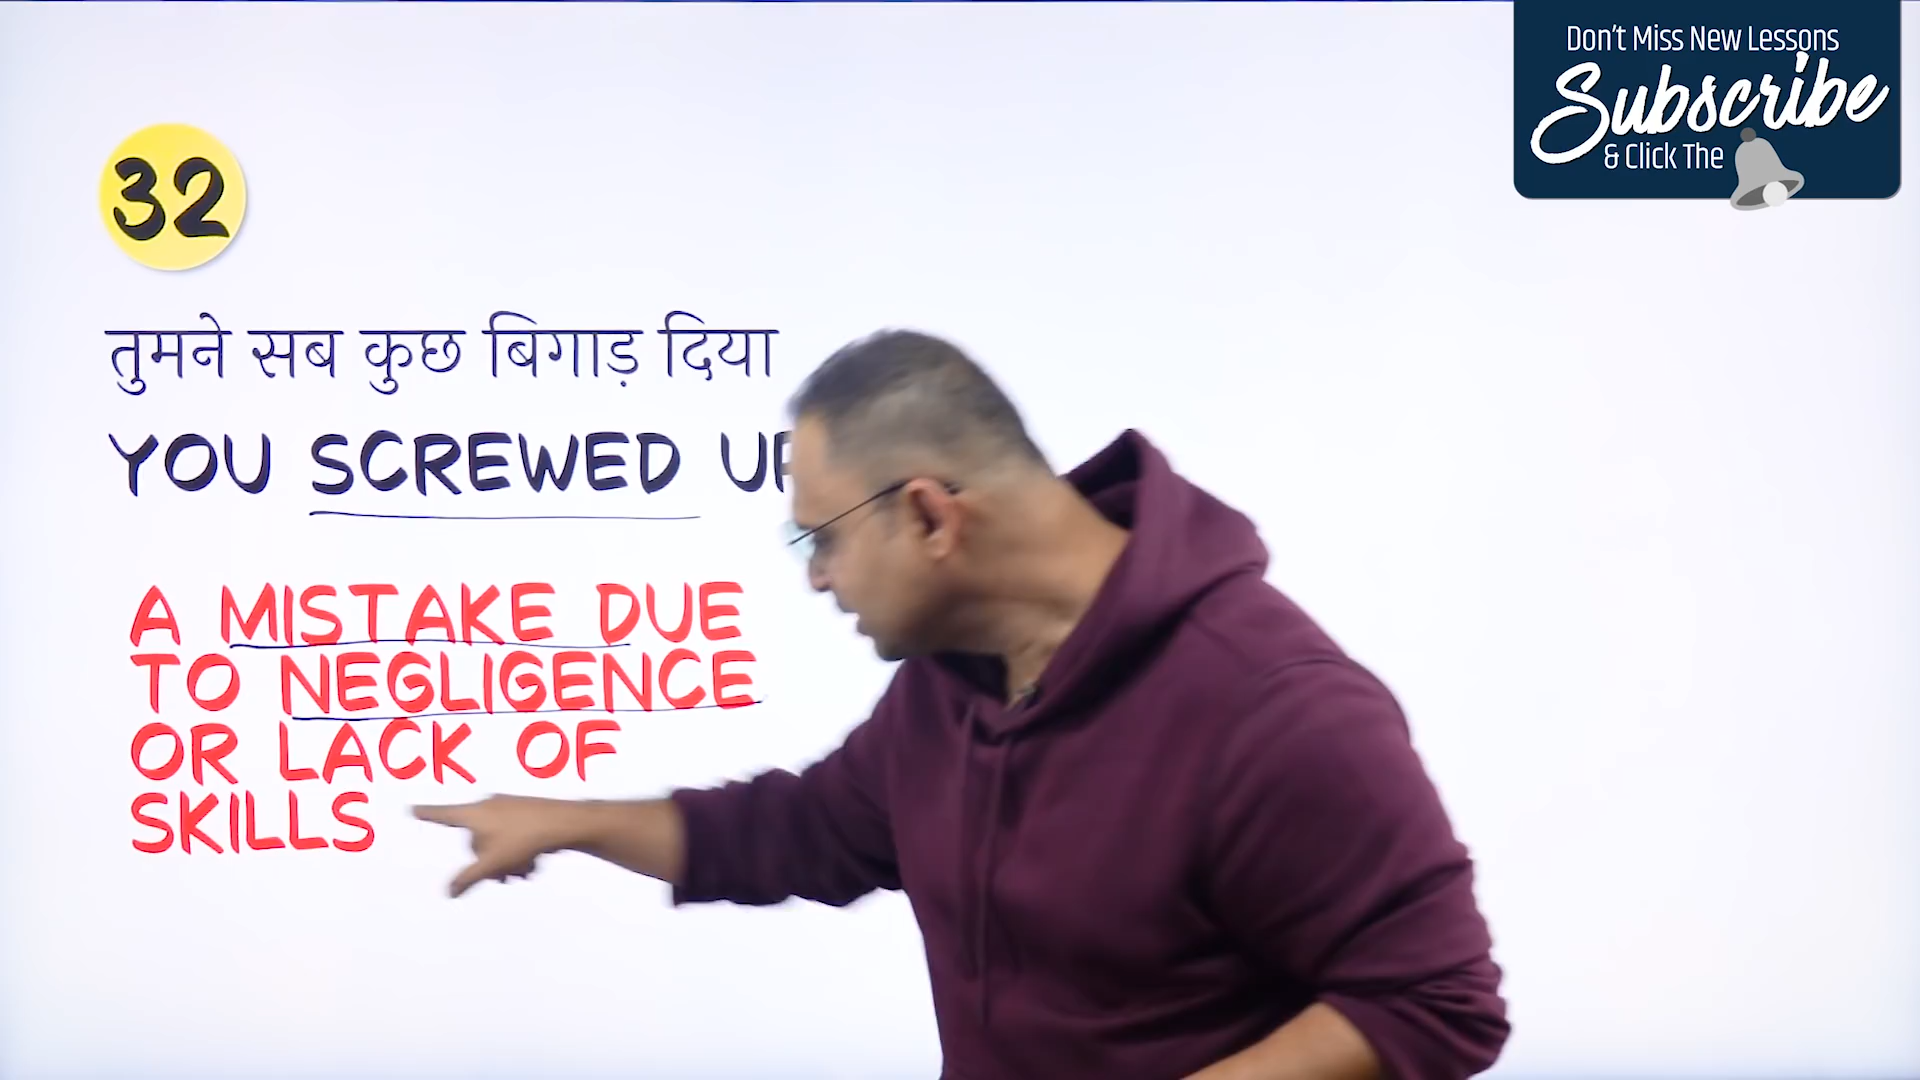 Don't Miss New Lessons
Subscribe
& Click The
32
तुमने सब कुछ बिगाड़ दिया
YOU SCREWED
A MISTAKE DUE
TO NEGLIGENCE
OR LACK OF
SKILLS